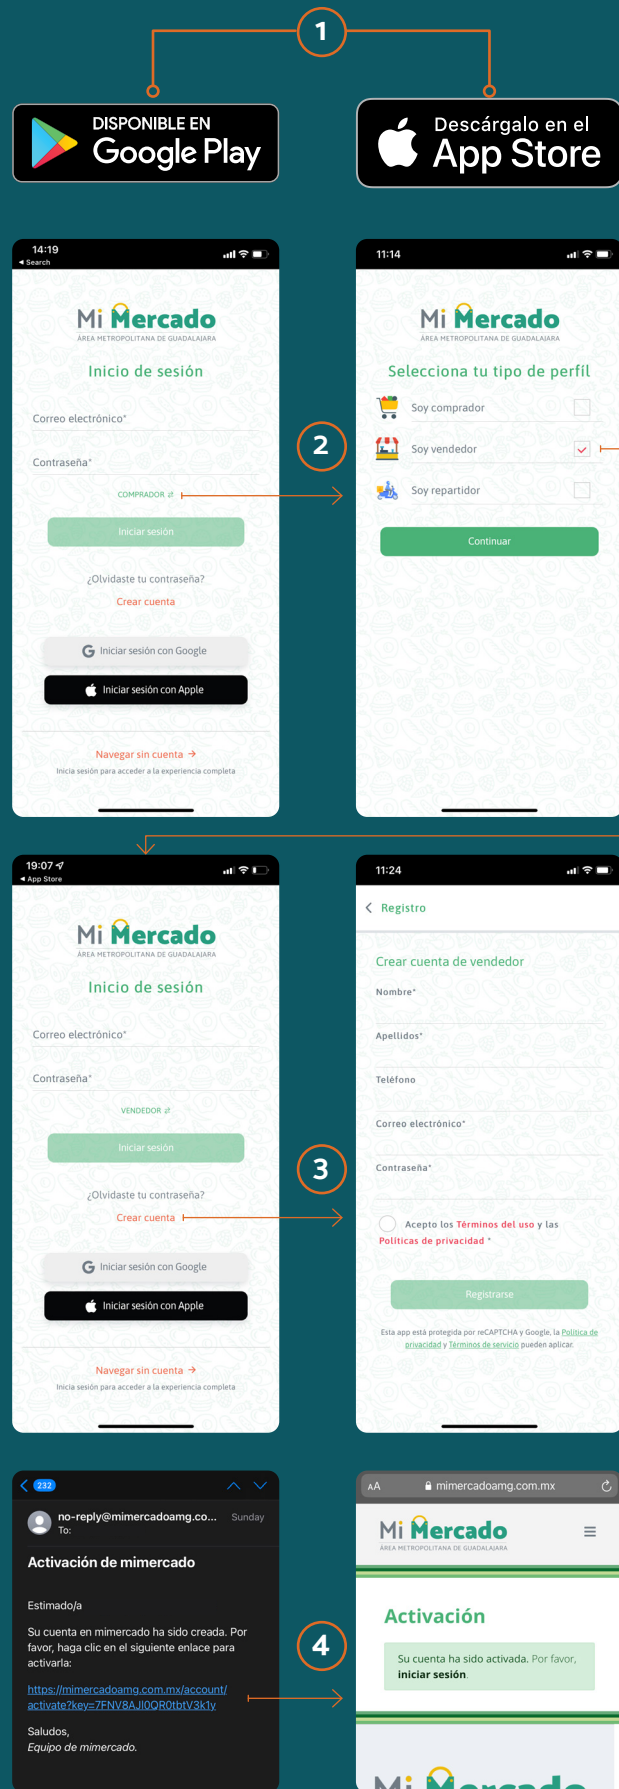 1
DISPONIBLE EN
Google Play
Descárgalo en el
App Store
14:19
◄ Search
Mi Mercado
ÁREA METROPOLITANA DE GUADALAJARA
Inicio de sesión
Correo electrónico*
Contraseña*
COMPRADOR ⇄
Iniciar sesión
¿Olvidaste tu contraseña?
Crear cuenta
Iniciar sesión con Google
Iniciar sesión con Apple
Navegar sin cuenta →
Inicia sesión para acceder a la experiencia completa
2
11:14
Mi Mercado
ÁREA METROPOLITANA DE GUADALAJARA
Selecciona tu tipo de perfíl
Soy comprador
Soy vendedor
Soy repartidor
Continuar
19:07
◄ App Store
Mi Mercado
ÁREA METROPOLITANA DE GUADALAJARA
Inicio de sesión
Correo electrónico*
Contraseña*
VENDEDOR ⇄
Iniciar sesión
¿Olvidaste tu contraseña?
Crear cuenta
Iniciar sesión con Google
Iniciar sesión con Apple
Navegar sin cuenta →
Inicia sesión para acceder a la experiencia completa
3
11:24
Registro
Crear cuenta de vendedor
Nombre*
Apellidos*
Teléfono
Correo electrónico*
Contraseña*
Acepto los Términos del uso y las
Políticas de privacidad *
Registrarse
Esta app está protegida por reCAPTCHA y Google, la Política de
privacidad y Términos de servicio pueden aplicar.
232
no-reply@mimercadoamg.co...
Sunday
To:
Activación de mimercado
Estimado/a
Su cuenta en mimercado ha sido creada. Por
favor, haga clic en el siguiente enlace para
activarla:
https://mimercadoamg.com.mx/account/
activate?key=7FNV8AJI0QR0tbtV3k1y
Saludos,
Equipo de mimercado.
4
AA
mimercadoamg.com.mx
Mi Mercado
ÁREA METROPOLITANA DE GUADALAJARA
Activación
Su cuenta ha sido activada. Por favor,
iniciar sesión.
Mi Mercado